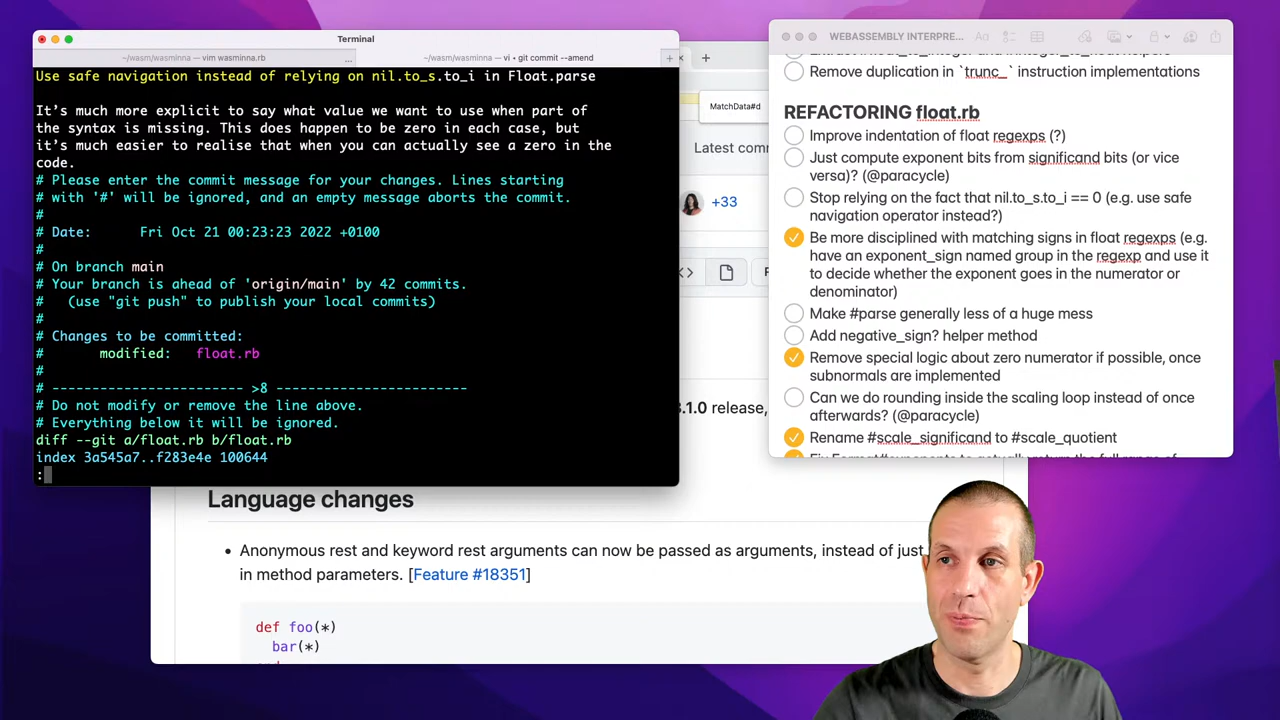 Terminal
~/wasm/wasminna • vim wasminna.rb
...
~/wasm/wasminna • vi • git commit --amend
Use safe navigation instead of relying on nil.to_s.to_i in Float.parse
It's much more explicit to say what value we want to use when part of
the syntax is missing. This does happen to be zero in each case, but
it's much easier to realise that when you can actually see a zero in the
code.
# Please enter the commit message for your changes. Lines starting
# with '#' will be ignored, and an empty message aborts the commit.
#
# Date:      Fri Oct 21 00:23:23 2022 +0100
#
# On branch main
# Your branch is ahead of 'origin/main' by 42 commits.
#   (use "git push" to publish your local commits)
#
# Changes to be committed:
#       modified:   float.rb
#
# ------------------------ >8 ------------------------
# Do not modify or remove the line above.
# Everything below it will be ignored.
diff --git a/float.rb b/float.rb
index 3a545a7..f283e4e 100644
:
MatchData#d
Latest comm
+33
.1.0 release,
Language changes
• Anonymous rest and keyword rest arguments can now be passed as arguments, instead of just
in method parameters. [Feature #18351]
def foo(*)
bar(*)
WEBASSEMBLY INTERPRE...
Remove duplication in `trunc_` instruction implementations
REFACTORING float.rb
Improve indentation of float regexps (?)
Just compute exponent bits from significand bits (or vice
versa)? (@paracycle)
Stop relying on the fact that nil.to_s.to_i == 0 (e.g. use safe
navigation operator instead?)
Be more disciplined with matching signs in float regexps (e.g.
have an exponent_sign named group in the regexp and use it
to decide whether the exponent goes in the numerator or
denominator)
Make #parse generally less of a huge mess
Add negative_sign? helper method
Remove special logic about zero numerator if possible, once
subnormals are implemented
Can we do rounding inside the scaling loop instead of once
afterwards? (@paracycle)
Rename #scale_significand to #scale_quotient